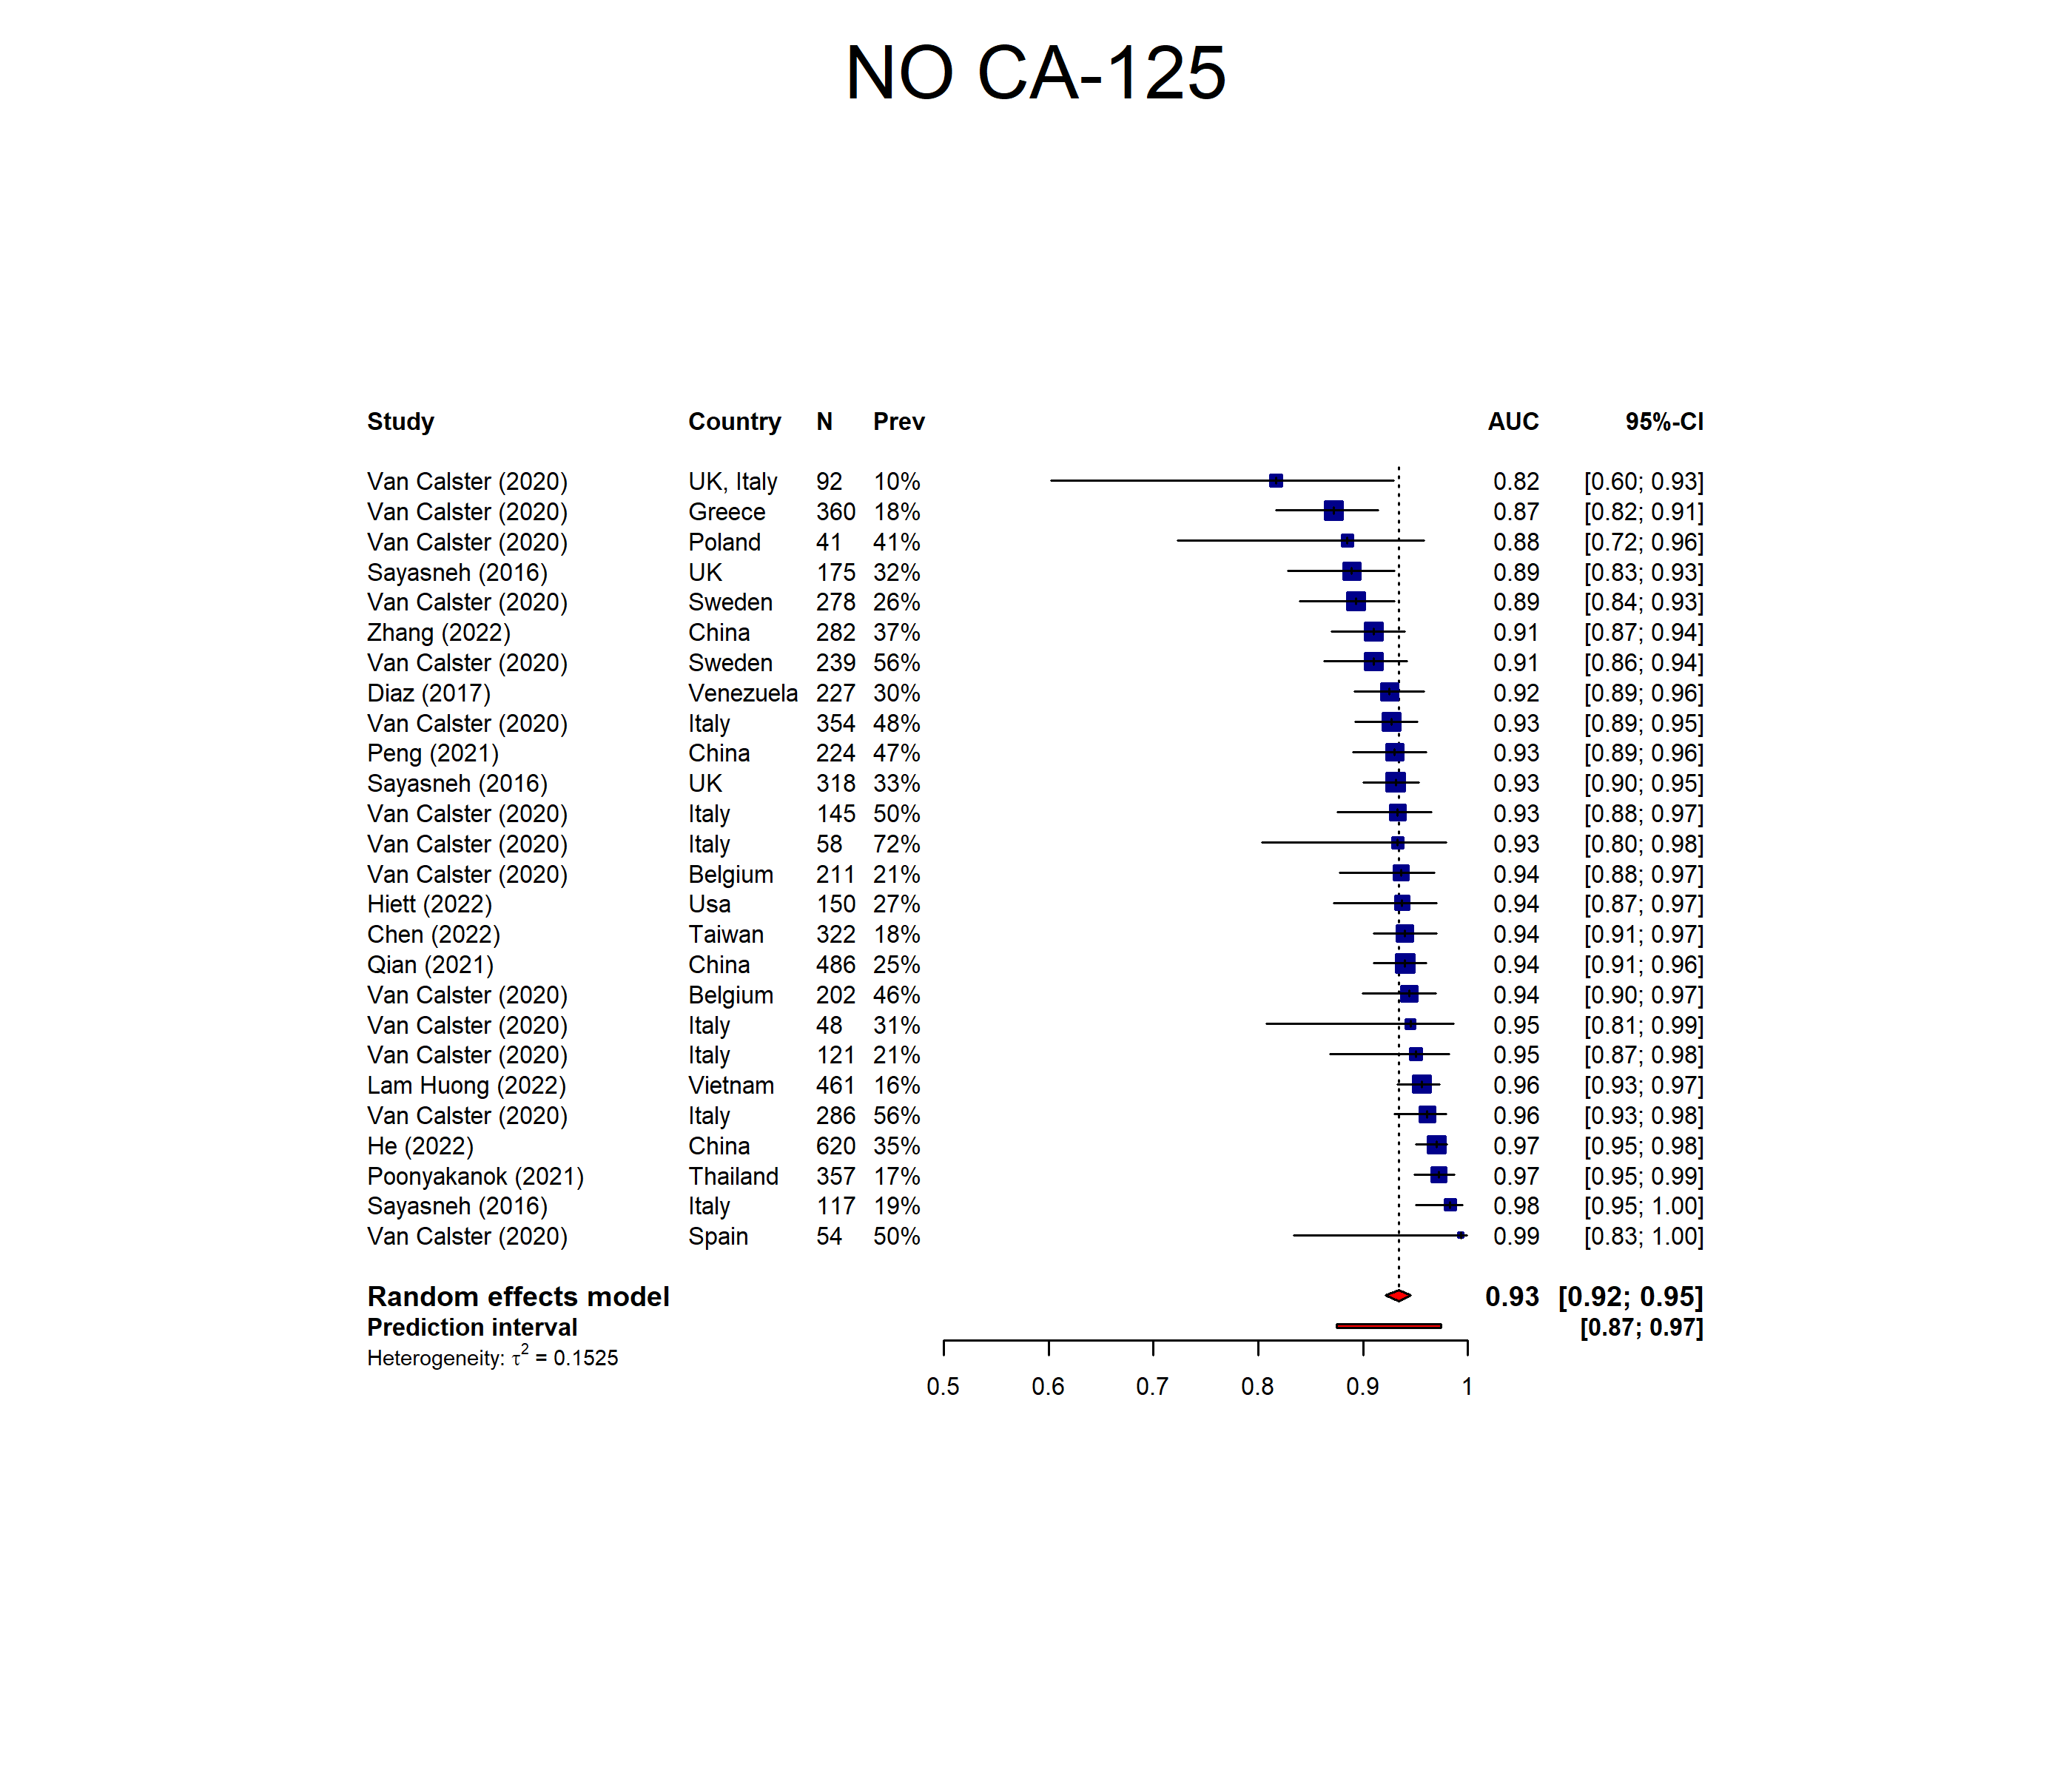 NO CA-125
Study Country N Prev AUC 95%-CI
Van Calster (2020) UK, Italy 92 10% 0.82 [0.60; 0.93]
Van Calster (2020) Greece 360 18% 0.87 [0.82; 0.91]
Van Calster (2020) Poland 41 41% 0.88 [0.72; 0.96]
Sayasneh (2016) UK 175 32% 0.89 [0.83; 0.93]
Van Calster (2020) Sweden 278 26% 0.89 [0.84; 0.93]
Zhang (2022) China 282 37% 0.91 [0.87; 0.94]
Van Calster (2020) Sweden 239 56% 0.91 [0.86; 0.94]
Diaz (2017) Venezuela 227 30% 0.92 [0.89; 0.96]
Van Calster (2020) Italy 354 48% 0.93 [0.89; 0.95]
Peng (2021) China 224 47% 0.93 [0.89; 0.96]
Sayasneh (2016) UK 318 33% 0.93 [0.90; 0.95]
Van Calster (2020) Italy 145 50% 0.93 [0.88; 0.97]
Van Calster (2020) Italy 58 72% 0.93 [0.80; 0.98]
Van Calster (2020) Belgium 211 21% 0.94 [0.88; 0.97]
Hiett (2022) Usa 150 27% 0.94 [0.87; 0.97]
Chen (2022) Taiwan 322 18% 0.94 [0.91; 0.97]
Qian (2021) China 486 25% 0.94 [0.91; 0.96]
Van Calster (2020) Belgium 202 46% 0.94 [0.90; 0.97]
Van Calster (2020) Italy 48 31% 0.95 [0.81; 0.99]
Van Calster (2020) Italy 121 21% 0.95 [0.87; 0.98]
Lam Huong (2022) Vietnam 461 16% 0.96 [0.93; 0.97]
Van Calster (2020) Italy 286 56% 0.96 [0.93; 0.98]
He (2022) China 620 35% 0.97 [0.95; 0.98]
Poonyakanok (2021) Thailand 357 17% 0.97 [0.95; 0.99]
Sayasneh (2016) Italy 117 19% 0.98 [0.95; 1.00]
Van Calster (2020) Spain 54 50% 0.99 [0.83; 1.00]
Random effects model 0.93 [0.92; 0.95]
Prediction interval [0.87; 0.97]
Heterogeneity: τ² = 0.1525
0.5 0.6 0.7 0.8 0.9 1